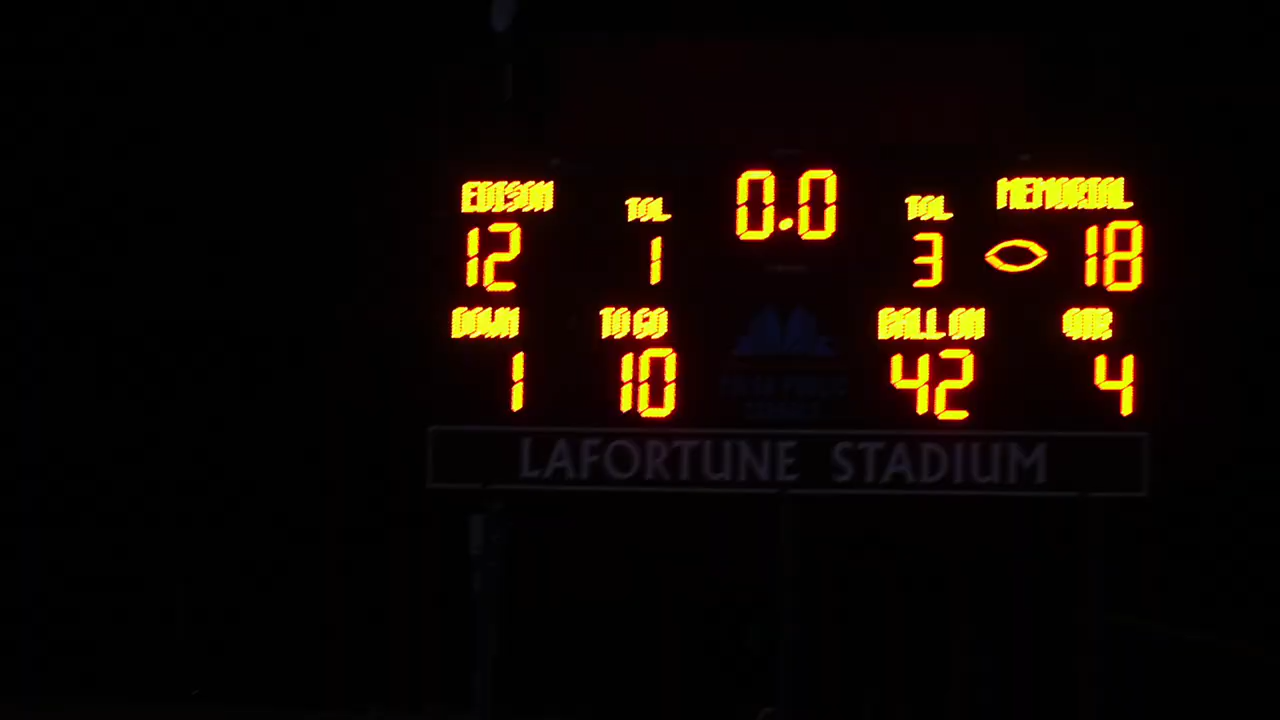 EDISON TOL 0.0 TOL MEMORIAL
12 1 3 18
DOWN TO GO BALL ON QTR
1 10 42 4
LAFORTUNE STADIUM